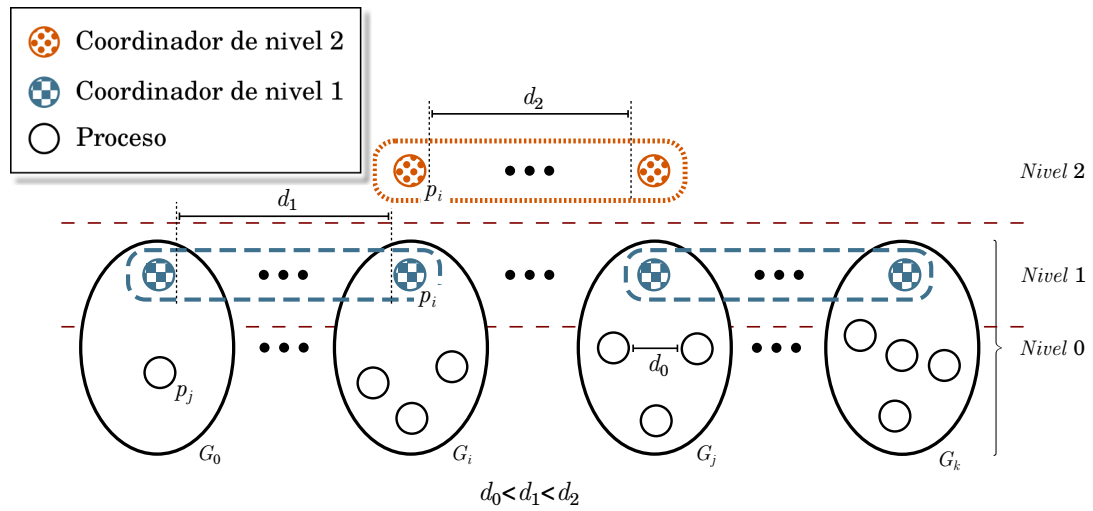 Coordinador de nivel 2
Coordinador de nivel 1
Proceso
d₂
Nivel 2
pᵢ
d₁
Nivel 1
pᵢ
Nivel 0
d₀
pⱼ
G₀
Gᵢ
Gⱼ
Gₖ
d₀<d₁<d₂